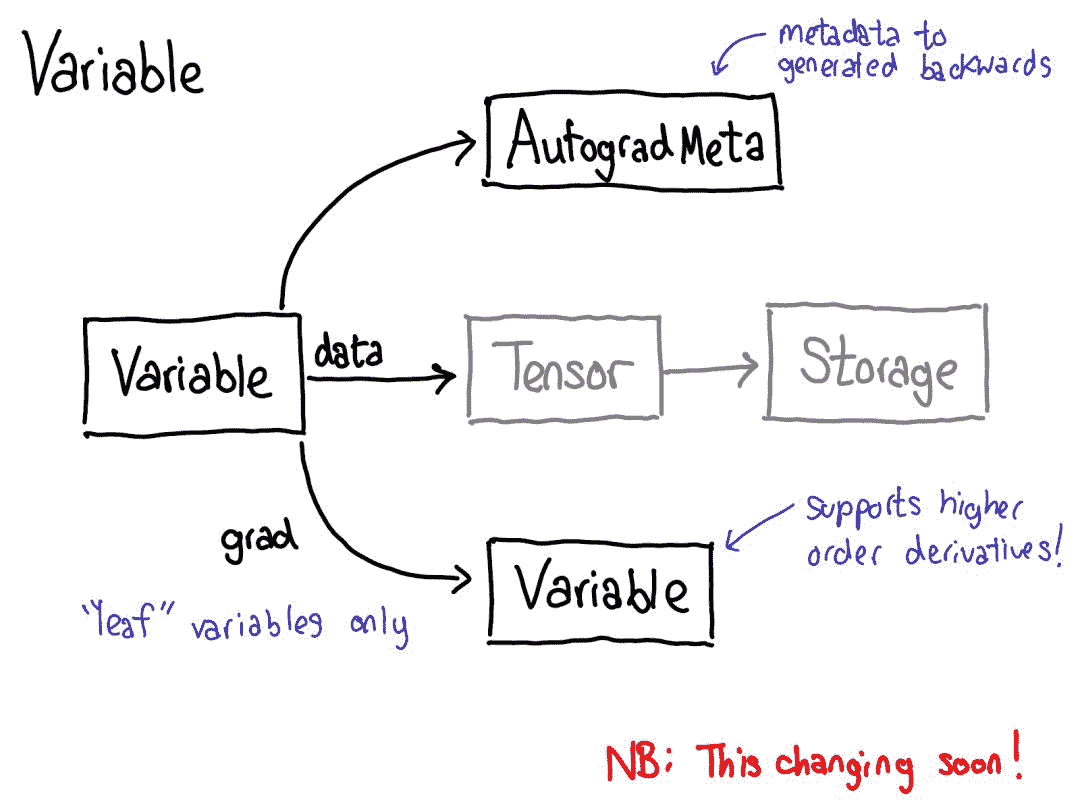 Variable
metadata to
generated backwards
AutogradMeta
Variable
data
Tensor
Storage
grad
"leaf" variables only
Variable
supports higher
order derivatives!
NB: This changing soon!